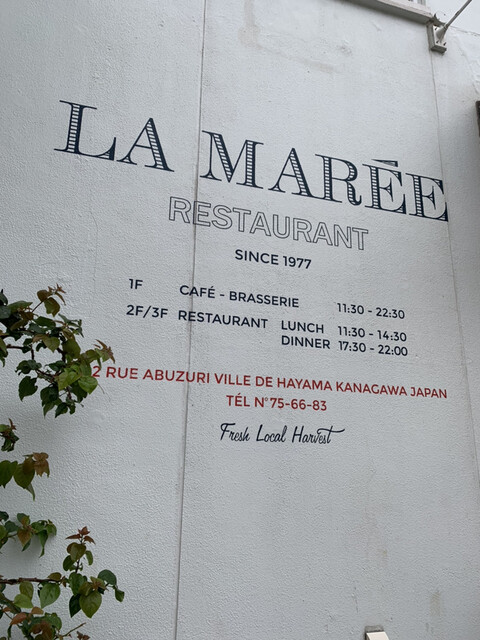 LA MARĒE
RESTAURANT
SINCE 1977
1F CAFÉ - BRASSERIE 11:30 - 22:30
2F/3F RESTAURANT LUNCH 11:30 - 14:30
DINNER 17:30 - 22:00
2 RUE ABUZURI VILLE DE HAYAMA KANAGAWA JAPAN
TÉL N° 75-66-83
Fresh Local Harvest